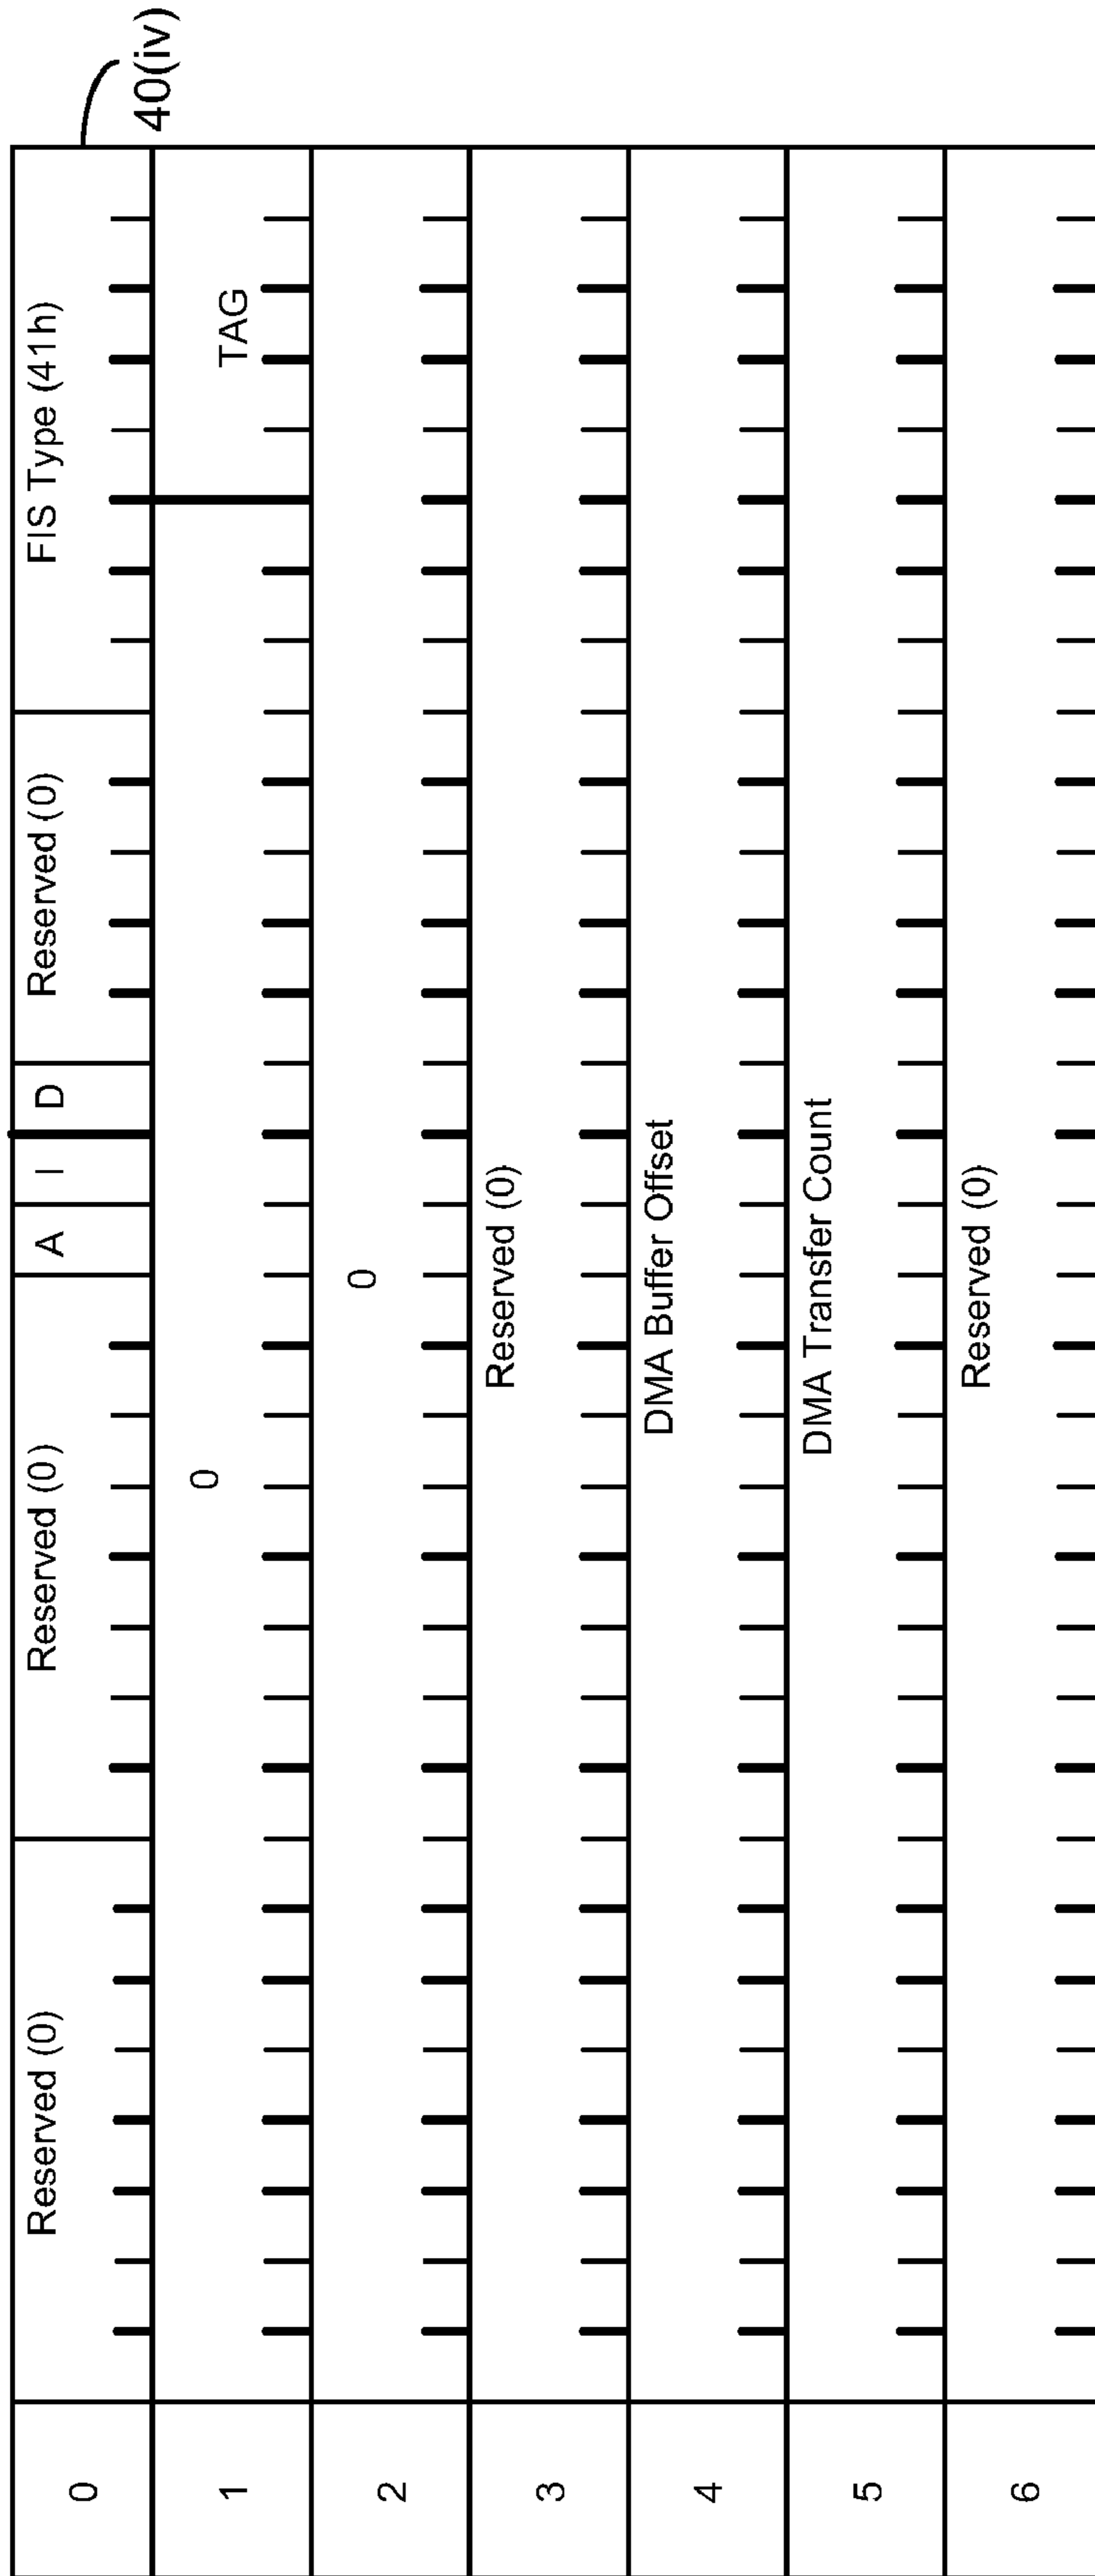 40(iv)
0 Reserved (0) Reserved (0) A I D Reserved (0) FIS Type (41h)
1 0 TAG
2 0
3 Reserved (0)
4 DMA Buffer Offset
5 DMA Transfer Count
6 Reserved (0)